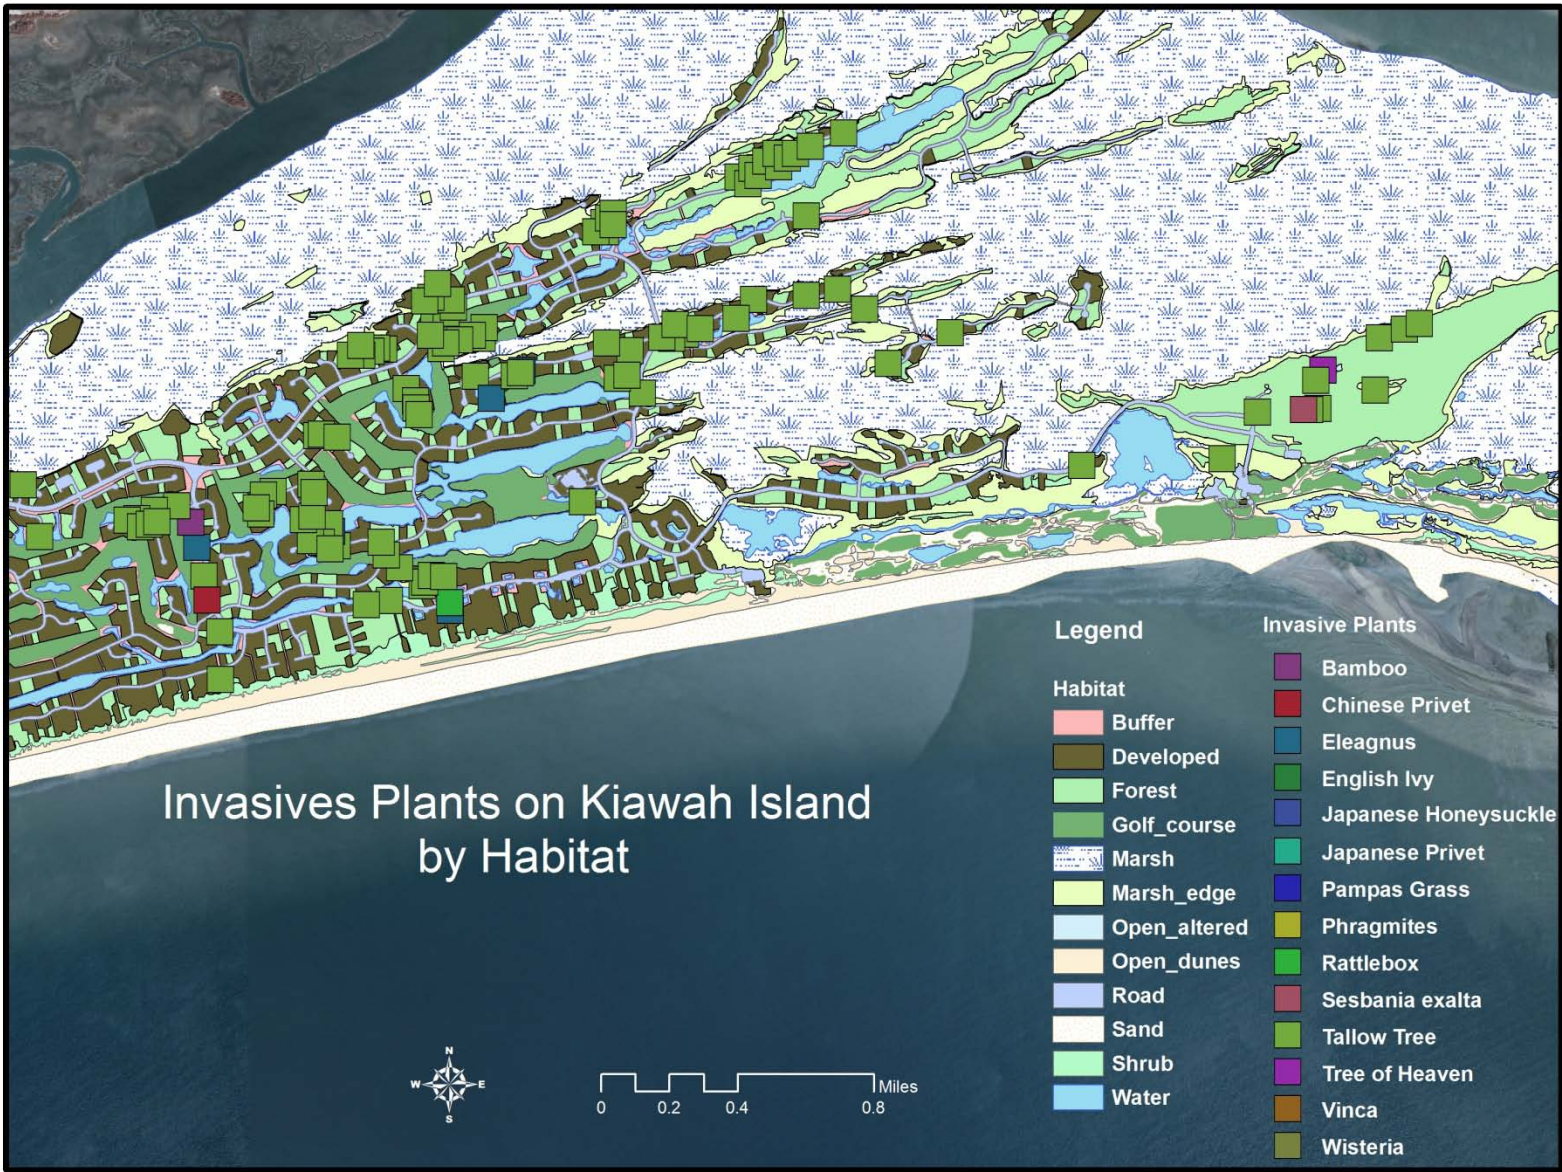 Invasives Plants on Kiawah Island
by Habitat
Legend
Habitat
Buffer
Developed
Forest
Golf_course
Marsh
Marsh_edge
Open_altered
Open_dunes
Road
Sand
Shrub
Water
Invasive Plants
Bamboo
Chinese Privet
Eleagnus
English Ivy
Japanese Honeysuckle
Japanese Privet
Pampas Grass
Phragmites
Rattlebox
Sesbania exalta
Tallow Tree
Tree of Heaven
Vinca
Wisteria
N
W E
S
Miles
0 0.2 0.4 0.8